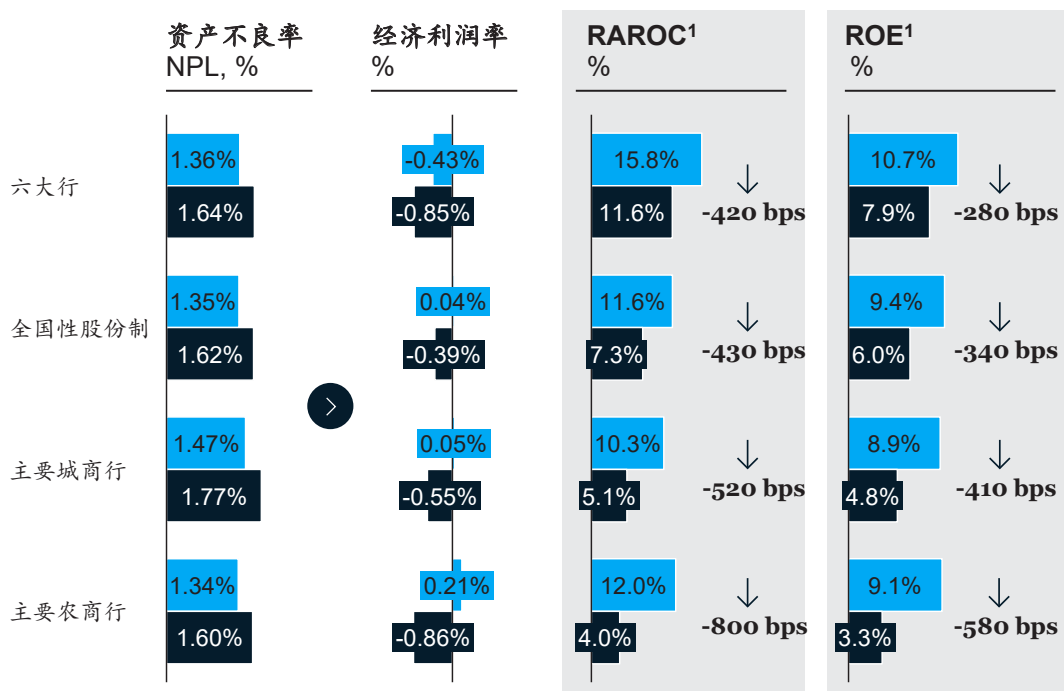 资产不良率
NPL, %
经济利润率
%
RAROC¹
%
ROE¹
%
六大行
1.36%
1.64%
-0.43%
-0.85%
15.8%
11.6%
-420 bps
10.7%
7.9%
-280 bps
全国性股份制
1.35%
1.62%
0.04%
-0.39%
11.6%
7.3%
-430 bps
9.4%
6.0%
-340 bps
主要城商行
1.47%
1.77%
0.05%
-0.55%
10.3%
5.1%
-520 bps
8.9%
4.8%
-410 bps
主要农商行
1.34%
1.60%
0.21%
-0.86%
12.0%
4.0%
-800 bps
9.1%
3.3%
-580 bps